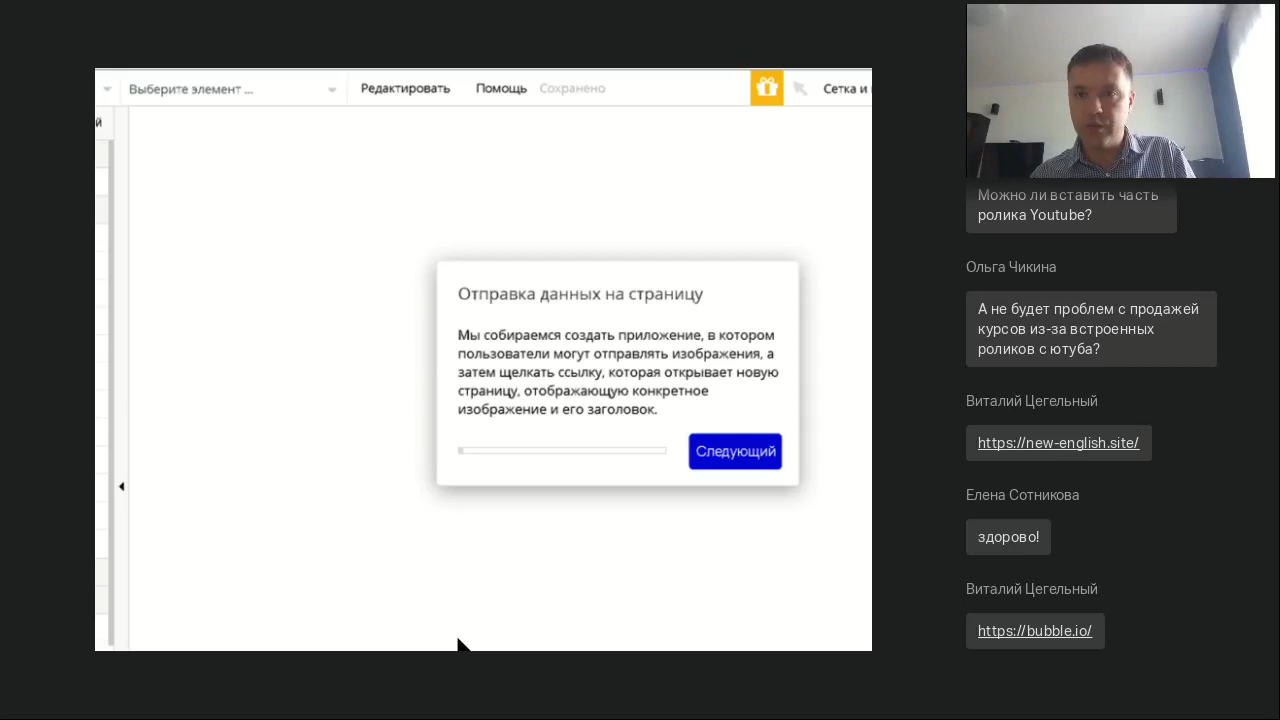 Выберите элемент ...
Редактировать
Помощь
Сохранено
Сетка и
й
Отправка данных на страницу
Мы собираемся создать приложение, в котором
пользователи могут отправлять изображения, а
затем щелкать ссылку, которая открывает новую
страницу, отображающую конкретное
изображение и его заголовок.
Следующий
Можно ли вставить часть
ролика Youtube?
Ольга Чикина
А не будет проблем с продажей
курсов из-за встроенных
роликов с ютуба?
Виталий Цегельный
https://new-english.site/
Елена Сотникова
здорово!
Виталий Цегельный
https://bubble.io/